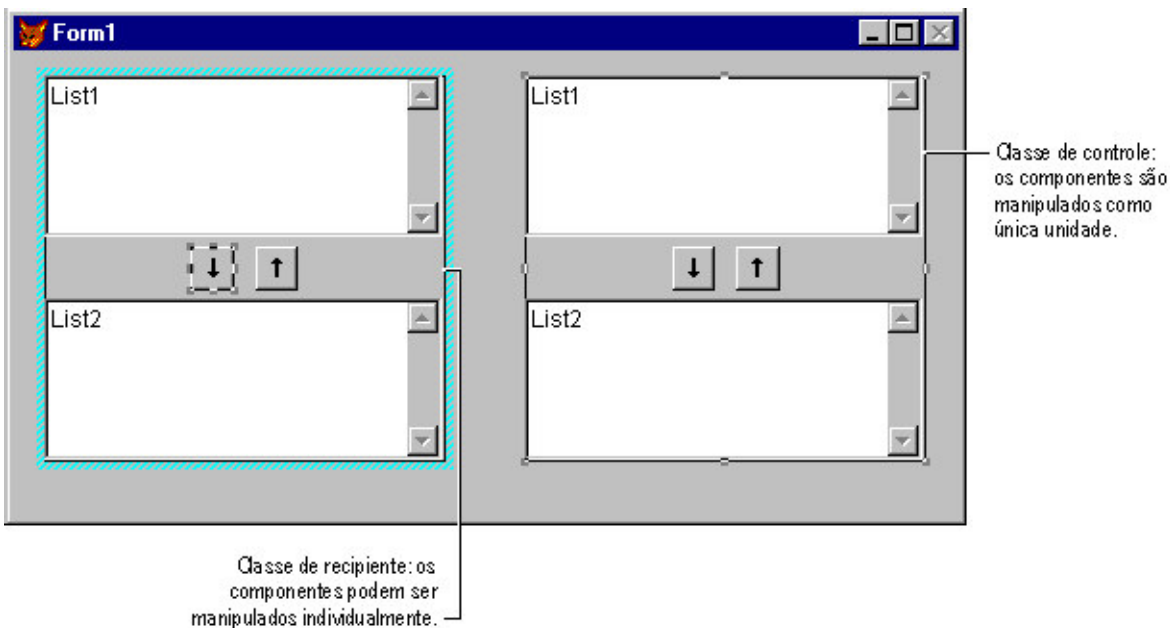 Form1
List1
List1
Classe de controle:
os componentes são
manipulados como
única unidade.
List2
List2
Classe de recipiente: os
componentes podem ser
manipulados individualmente.